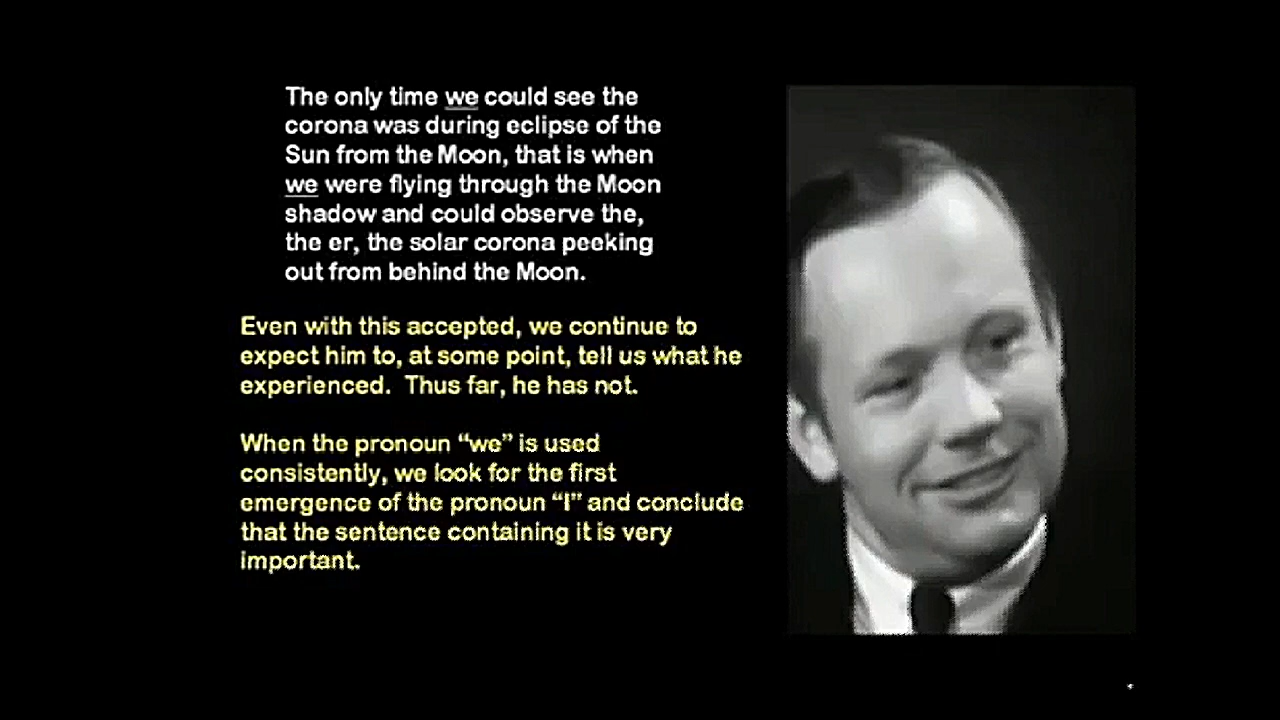 The only time we could see the
corona was during eclipse of the
Sun from the Moon, that is when
we were flying through the Moon
shadow and could observe the,
the er, the solar corona peeking
out from behind the Moon.
Even with this accepted, we continue to
expect him to, at some point, tell us what he
experienced.  Thus far, he has not.
When the pronoun “we” is used
consistently, we look for the first
emergence of the pronoun “I” and conclude
that the sentence containing it is very
important.